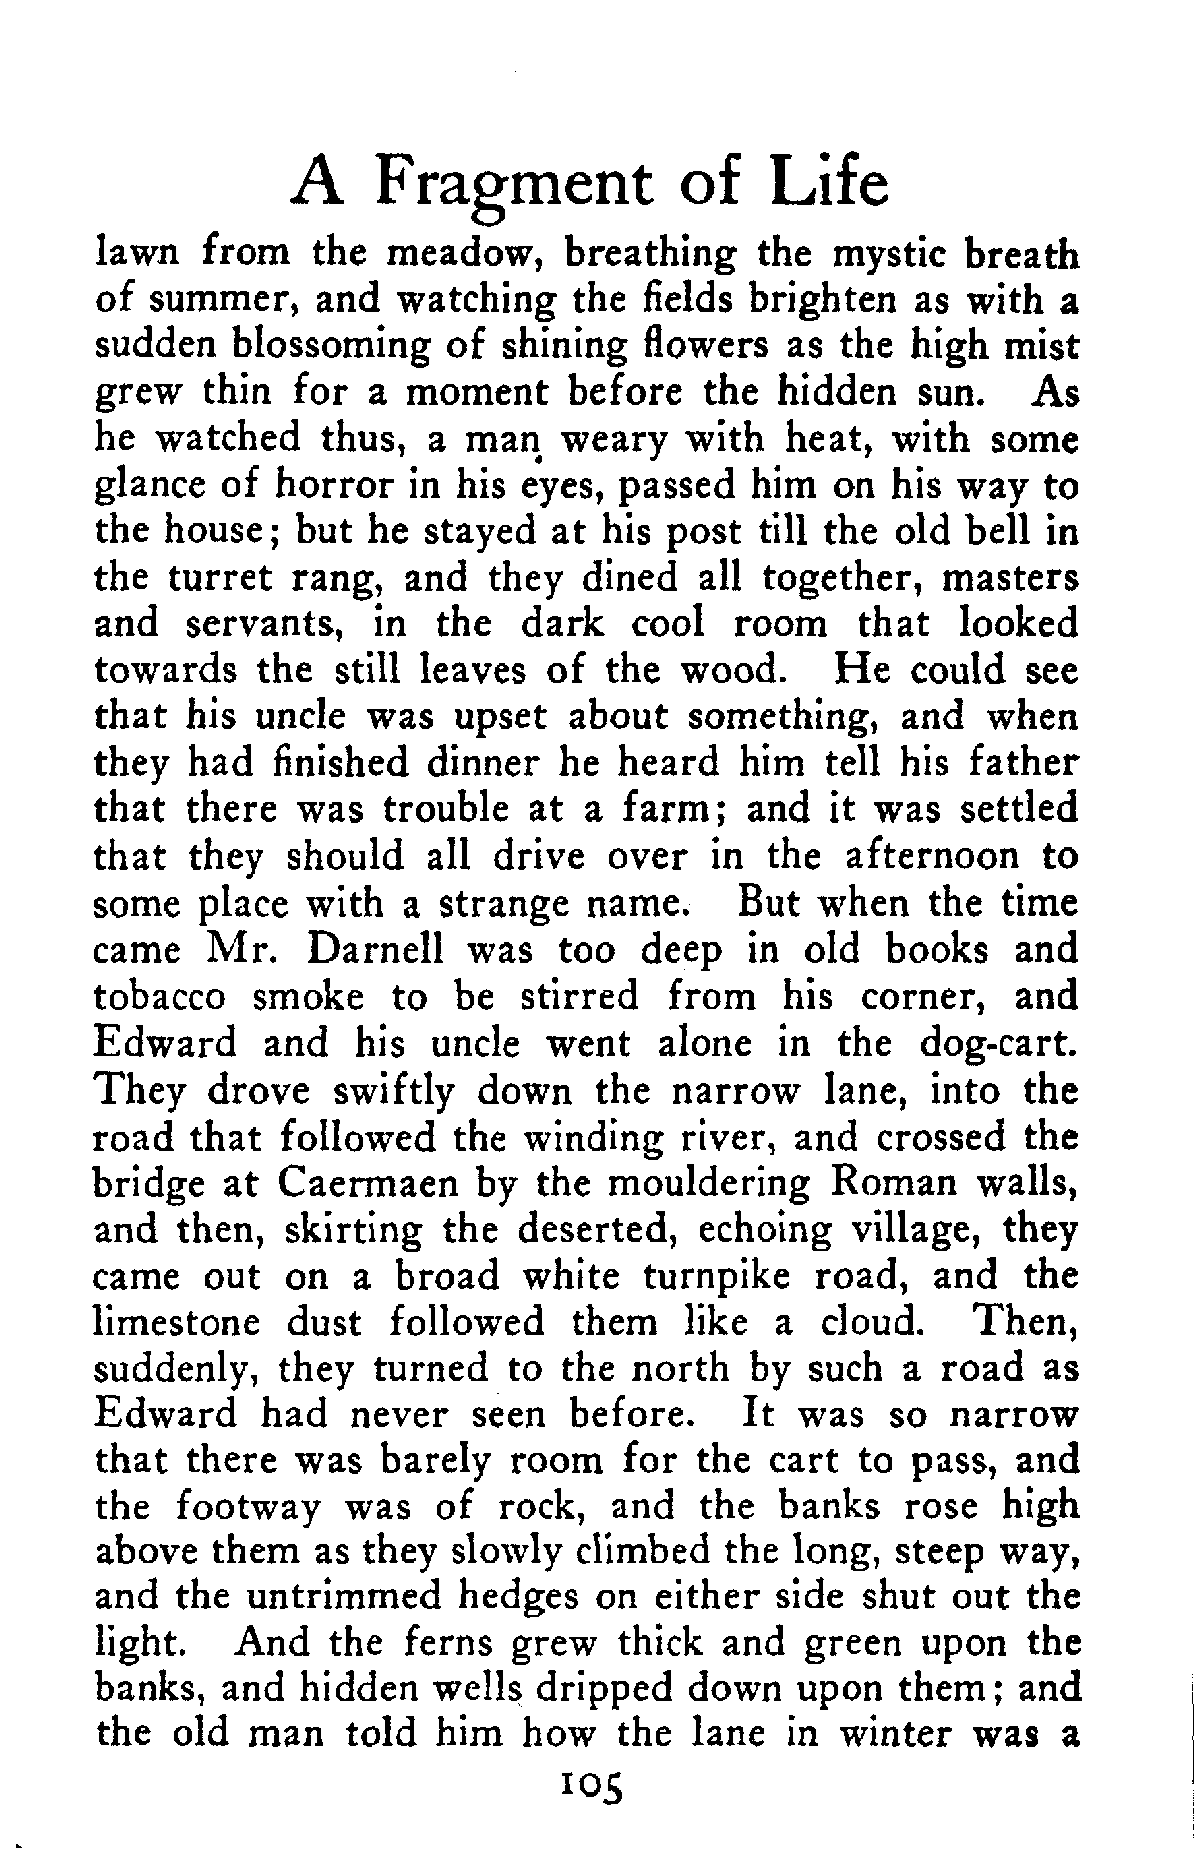 A Fragment of Life
lawn from the meadow, breathing the mystic breath
of summer, and watching the fields brighten as with a
sudden blossoming of shining flowers as the high mist
grew thin for a moment before the hidden sun. As
he watched thus, a man weary with heat, with some
glance of horror in his eyes, passed him on his way to
the house; but he stayed at his post till the old bell in
the turret rang, and they dined all together, masters
and servants, in the dark cool room that looked
towards the still leaves of the wood. He could see
that his uncle was upset about something, and when
they had finished dinner he heard him tell his father
that there was trouble at a farm; and it was settled
that they should all drive over in the afternoon to
some place with a strange name. But when the time
came Mr. Darnell was too deep in old books and
tobacco smoke to be stirred from his corner, and
Edward and his uncle went alone in the dog-cart.
They drove swiftly down the narrow lane, into the
road that followed the winding river, and crossed the
bridge at Caermaen by the mouldering Roman walls,
and then, skirting the deserted, echoing village, they
came out on a broad white turnpike road, and the
limestone dust followed them like a cloud. Then,
suddenly, they turned to the north by such a road as
Edward had never seen before. It was so narrow
that there was barely room for the cart to pass, and
the footway was of rock, and the banks rose high
above them as they slowly climbed the long, steep way,
and the untrimmed hedges on either side shut out the
light. And the ferns grew thick and green upon the
banks, and hidden wells dripped down upon them; and
the old man told him how the lane in winter was a
105